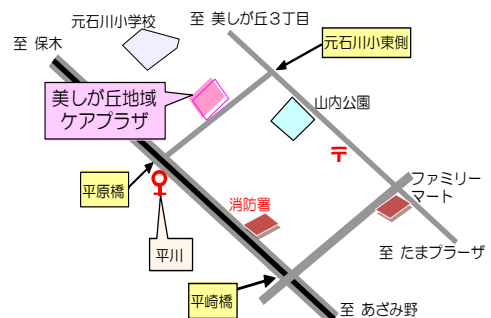 元石川小学校
至 美しが丘3丁目
至 保木
元石川小東側
美しが丘地域
ケアプラザ
山内公園
〒
平原橋
消防署
ファミリー
マート
平川
至 たまプラーザ
平崎橋
至 あざみ野